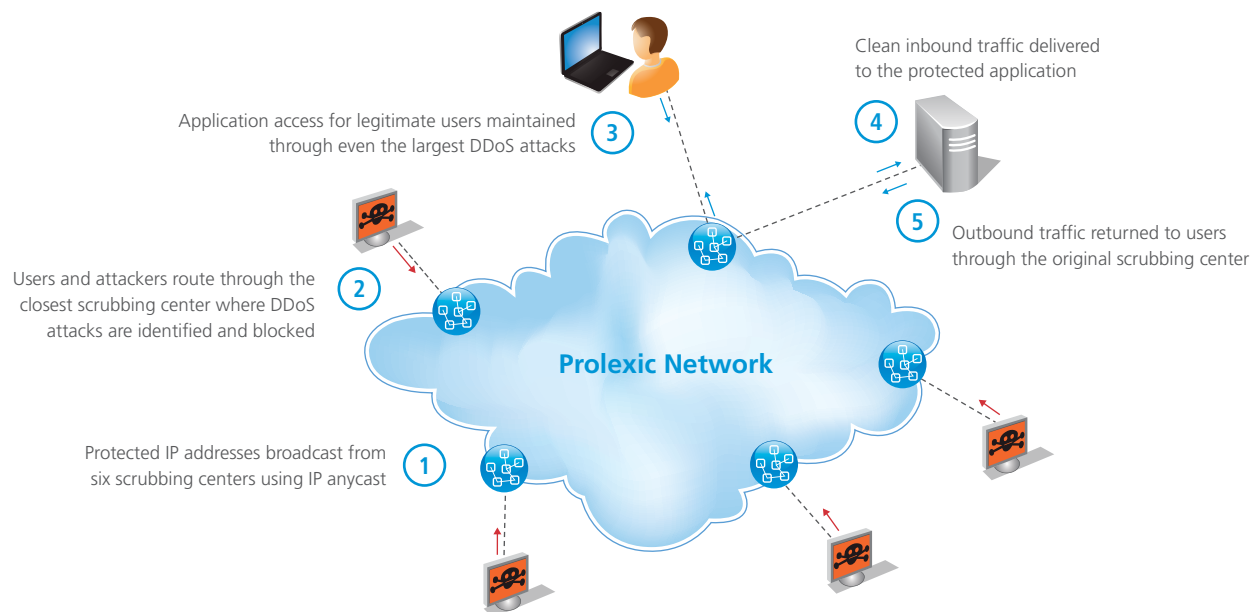 Clean inbound traffic delivered
to the protected application
4
Application access for legitimate users maintained
through even the largest DDoS attacks
3
5
Outbound traffic returned to users
through the original scrubbing center
Users and attackers route through the
closest scrubbing center where DDoS
attacks are identified and blocked
2
Prolexic Network
Protected IP addresses broadcast from
six scrubbing centers using IP anycast
1